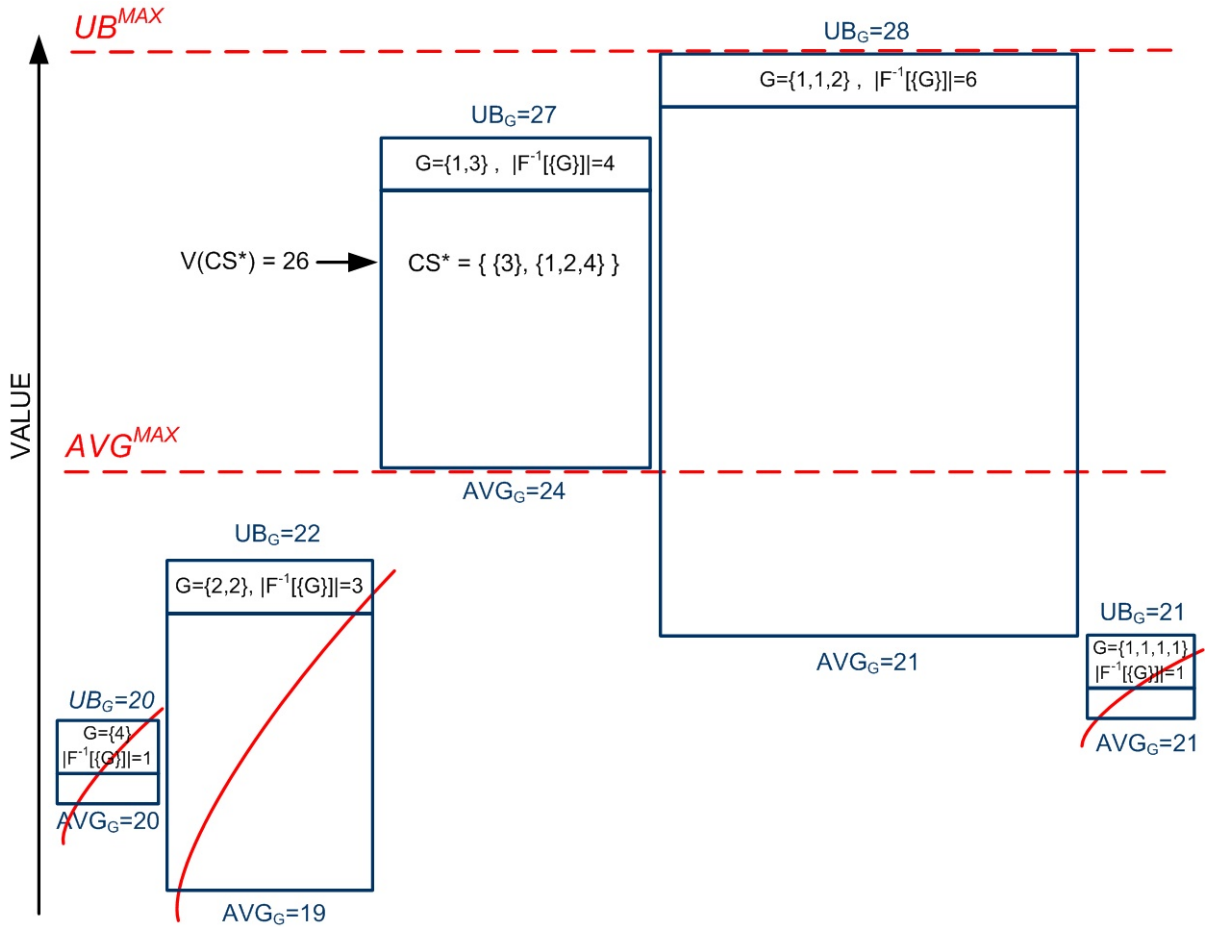 UB^MAX
UB_G=28
G={1,1,2} , |F^-1[{G}]|=6
UB_G=27
G={1,3} , |F^-1[{G}]|=4
V(CS*) = 26
CS* = { {3}, {1,2,4} }
VALUE
AVG^MAX
AVG_G=24
UB_G=22
G={2,2}, |F^-1[{G}]|=3
AVG_G=21
UB_G=21
G={1,1,1,1}
|F^-1[{G}]|=1
AVG_G=21
UB_G=20
G={4}
|F^-1[{G}]|=1
AVG_G=20
AVG_G=19